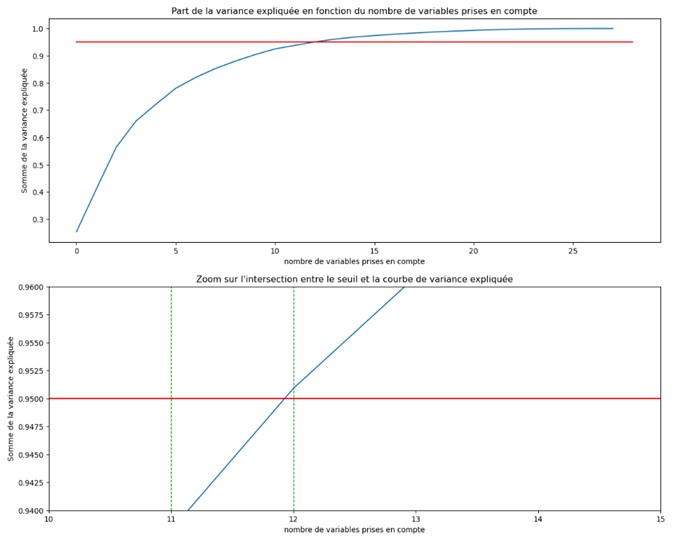 Part de la variance expliquée en fonction du nombre de variables prises en compte
1.0
0.9
0.8
0.7
0.6
0.5
0.4
0.3
Somme de la variance expliquée
0 5 10 15 20 25
nombre de variables prises en compte
Zoom sur l'intersection entre le seuil et la courbe de variance expliquée
0.9600
0.9575
0.9550
0.9525
0.9500
0.9475
0.9450
0.9425
0.9400
Somme de la variance expliquée
10 11 12 13 14 15
nombre de variables prises en compte